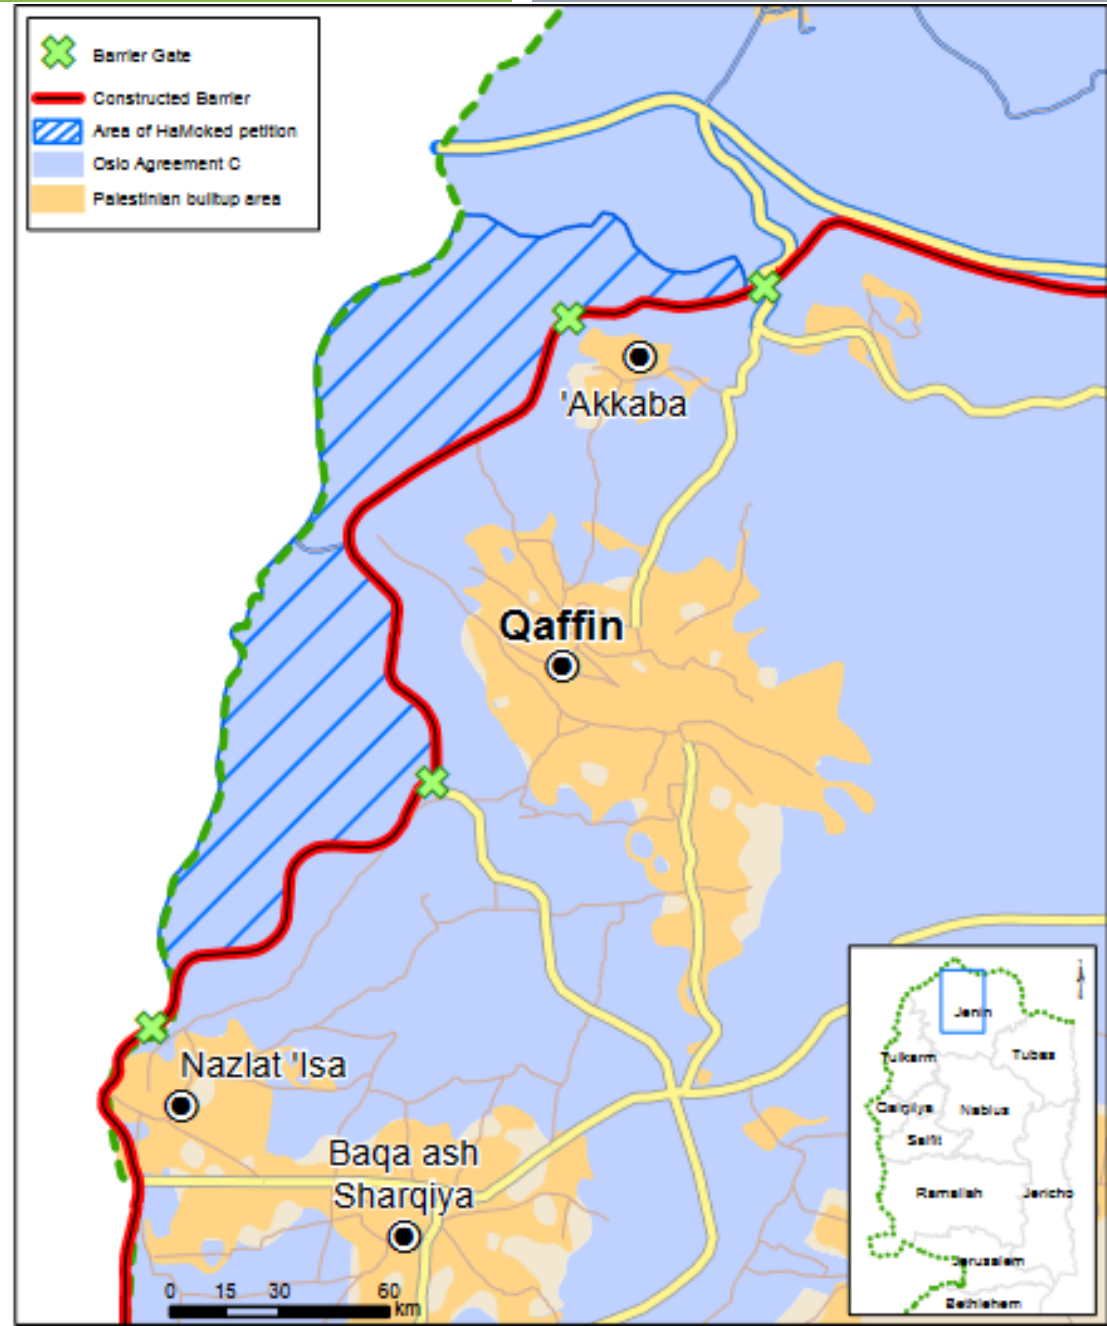 Barrier Gate
Constructed Barrier
Area of HaMoked petition
Oslo Agreement C
Palestinian builtup area
'Akkaba
Qaffin
Nazlat 'Isa
Baqa ash
Sharqiya
0 15 30 60
km
Jenin
Tulkarm
Tubas
Qalqilya
Nablus
Salfit
Ramallah
Jericho
Jerusalem
Bethlehem